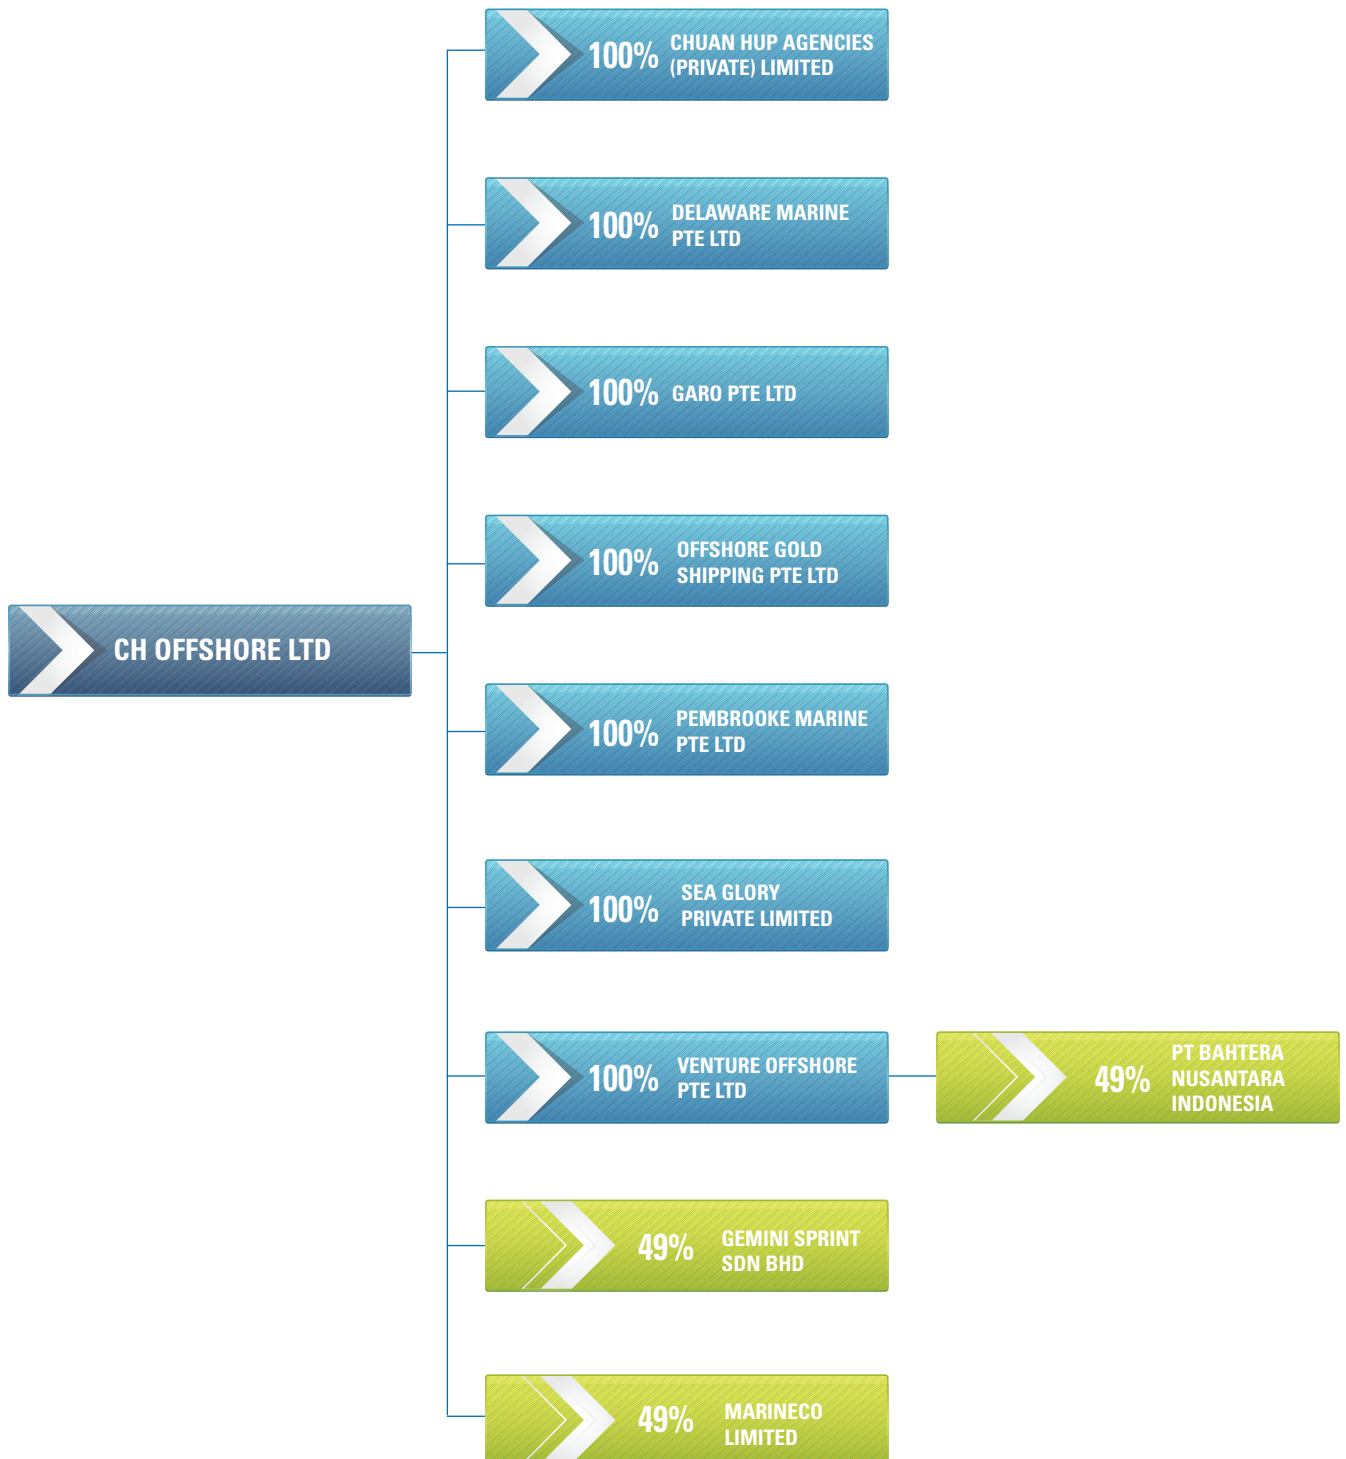 100%
CHUAN HUP AGENCIES
(PRIVATE) LIMITED
100%
DELAWARE MARINE
PTE LTD
100%
GARO PTE LTD
100%
OFFSHORE GOLD
SHIPPING PTE LTD
CH OFFSHORE LTD
100%
PEMBROOKE MARINE
PTE LTD
100%
SEA GLORY
PRIVATE LIMITED
100%
VENTURE OFFSHORE
PTE LTD
49%
PT BAHTERA
NUSANTARA
INDONESIA
49%
GEMINI SPRINT
SDN BHD
49%
MARINECO
LIMITED